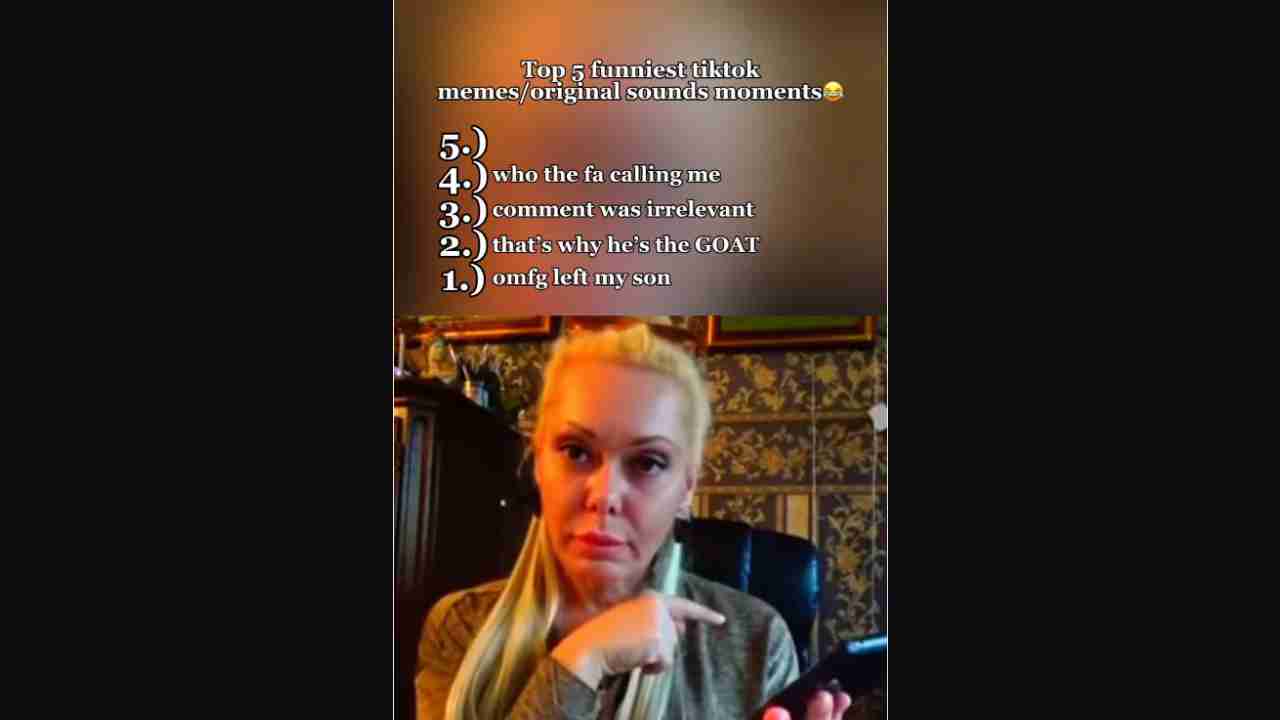 Top 5 funniest tiktok
memes/original sounds moments😂
5.)
4.) who the fa calling me
3.) comment was irrelevant
2.) that's why he's the GOAT
1.) omfg left my son